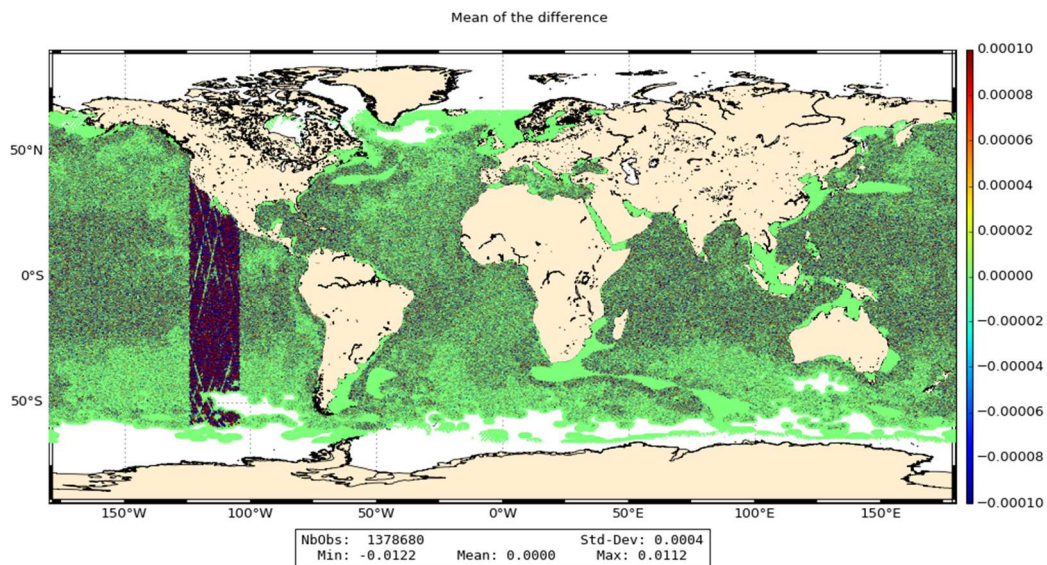 Mean of the difference
0.00010
0.00008
0.00006
0.00004
0.00002
0.00000
−0.00002
−0.00004
−0.00006
−0.00008
−0.00010
50°N
0°S
50°S
150°W 100°W 50°W 0°W 50°E 100°E 150°E
NbObs: 1378680 Std-Dev: 0.0004
Min: -0.0122 Mean: 0.0000 Max: 0.0112